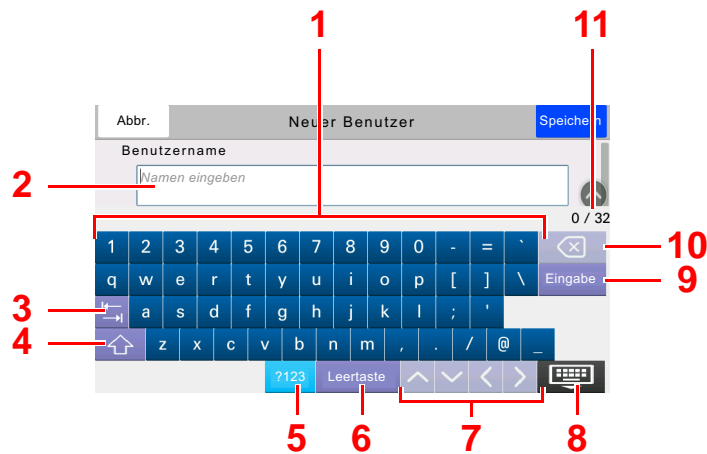 1 11
Abbr. Neuer Benutzer Speichern
Benutzername
2 Namen eingeben
0 / 32
1 2 3 4 5 6 7 8 9 0 - = ` 10
q w e r t y u i o p [ ] \ Eingabe 9
3 a s d f g h j k l ; '
4 z x c v b n m , . / @ _
?123 Leertaste
5 6 7 8